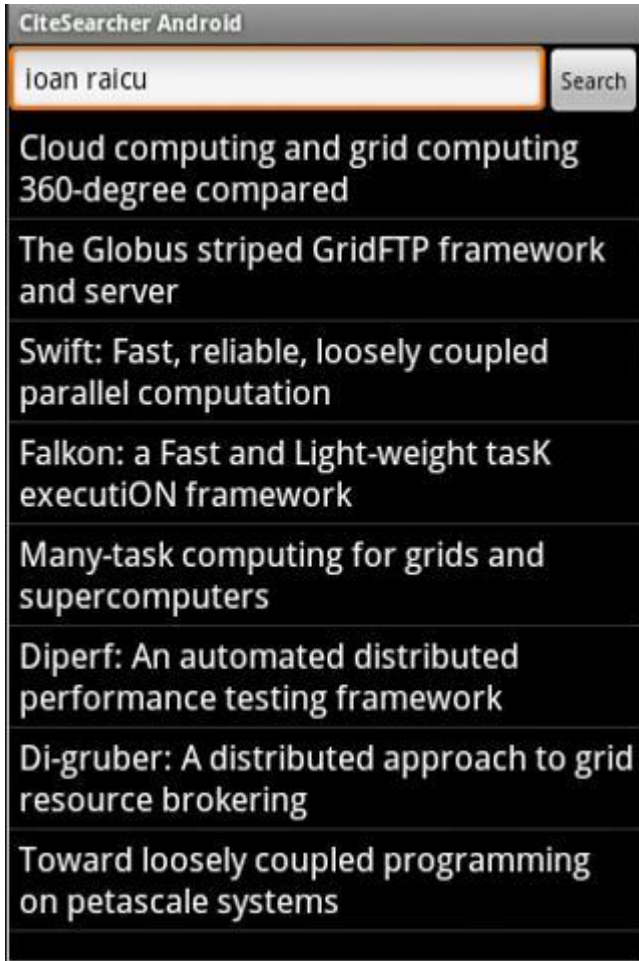 CiteSearcher Android
ioan raicu
Search
Cloud computing and grid computing
360-degree compared
The Globus striped GridFTP framework
and server
Swift: Fast, reliable, loosely coupled
parallel computation
Falkon: a Fast and Light-weight tasK
executiON framework
Many-task computing for grids and
supercomputers
Diperf: An automated distributed
performance testing framework
Di-gruber: A distributed approach to grid
resource brokering
Toward loosely coupled programming
on petascale systems